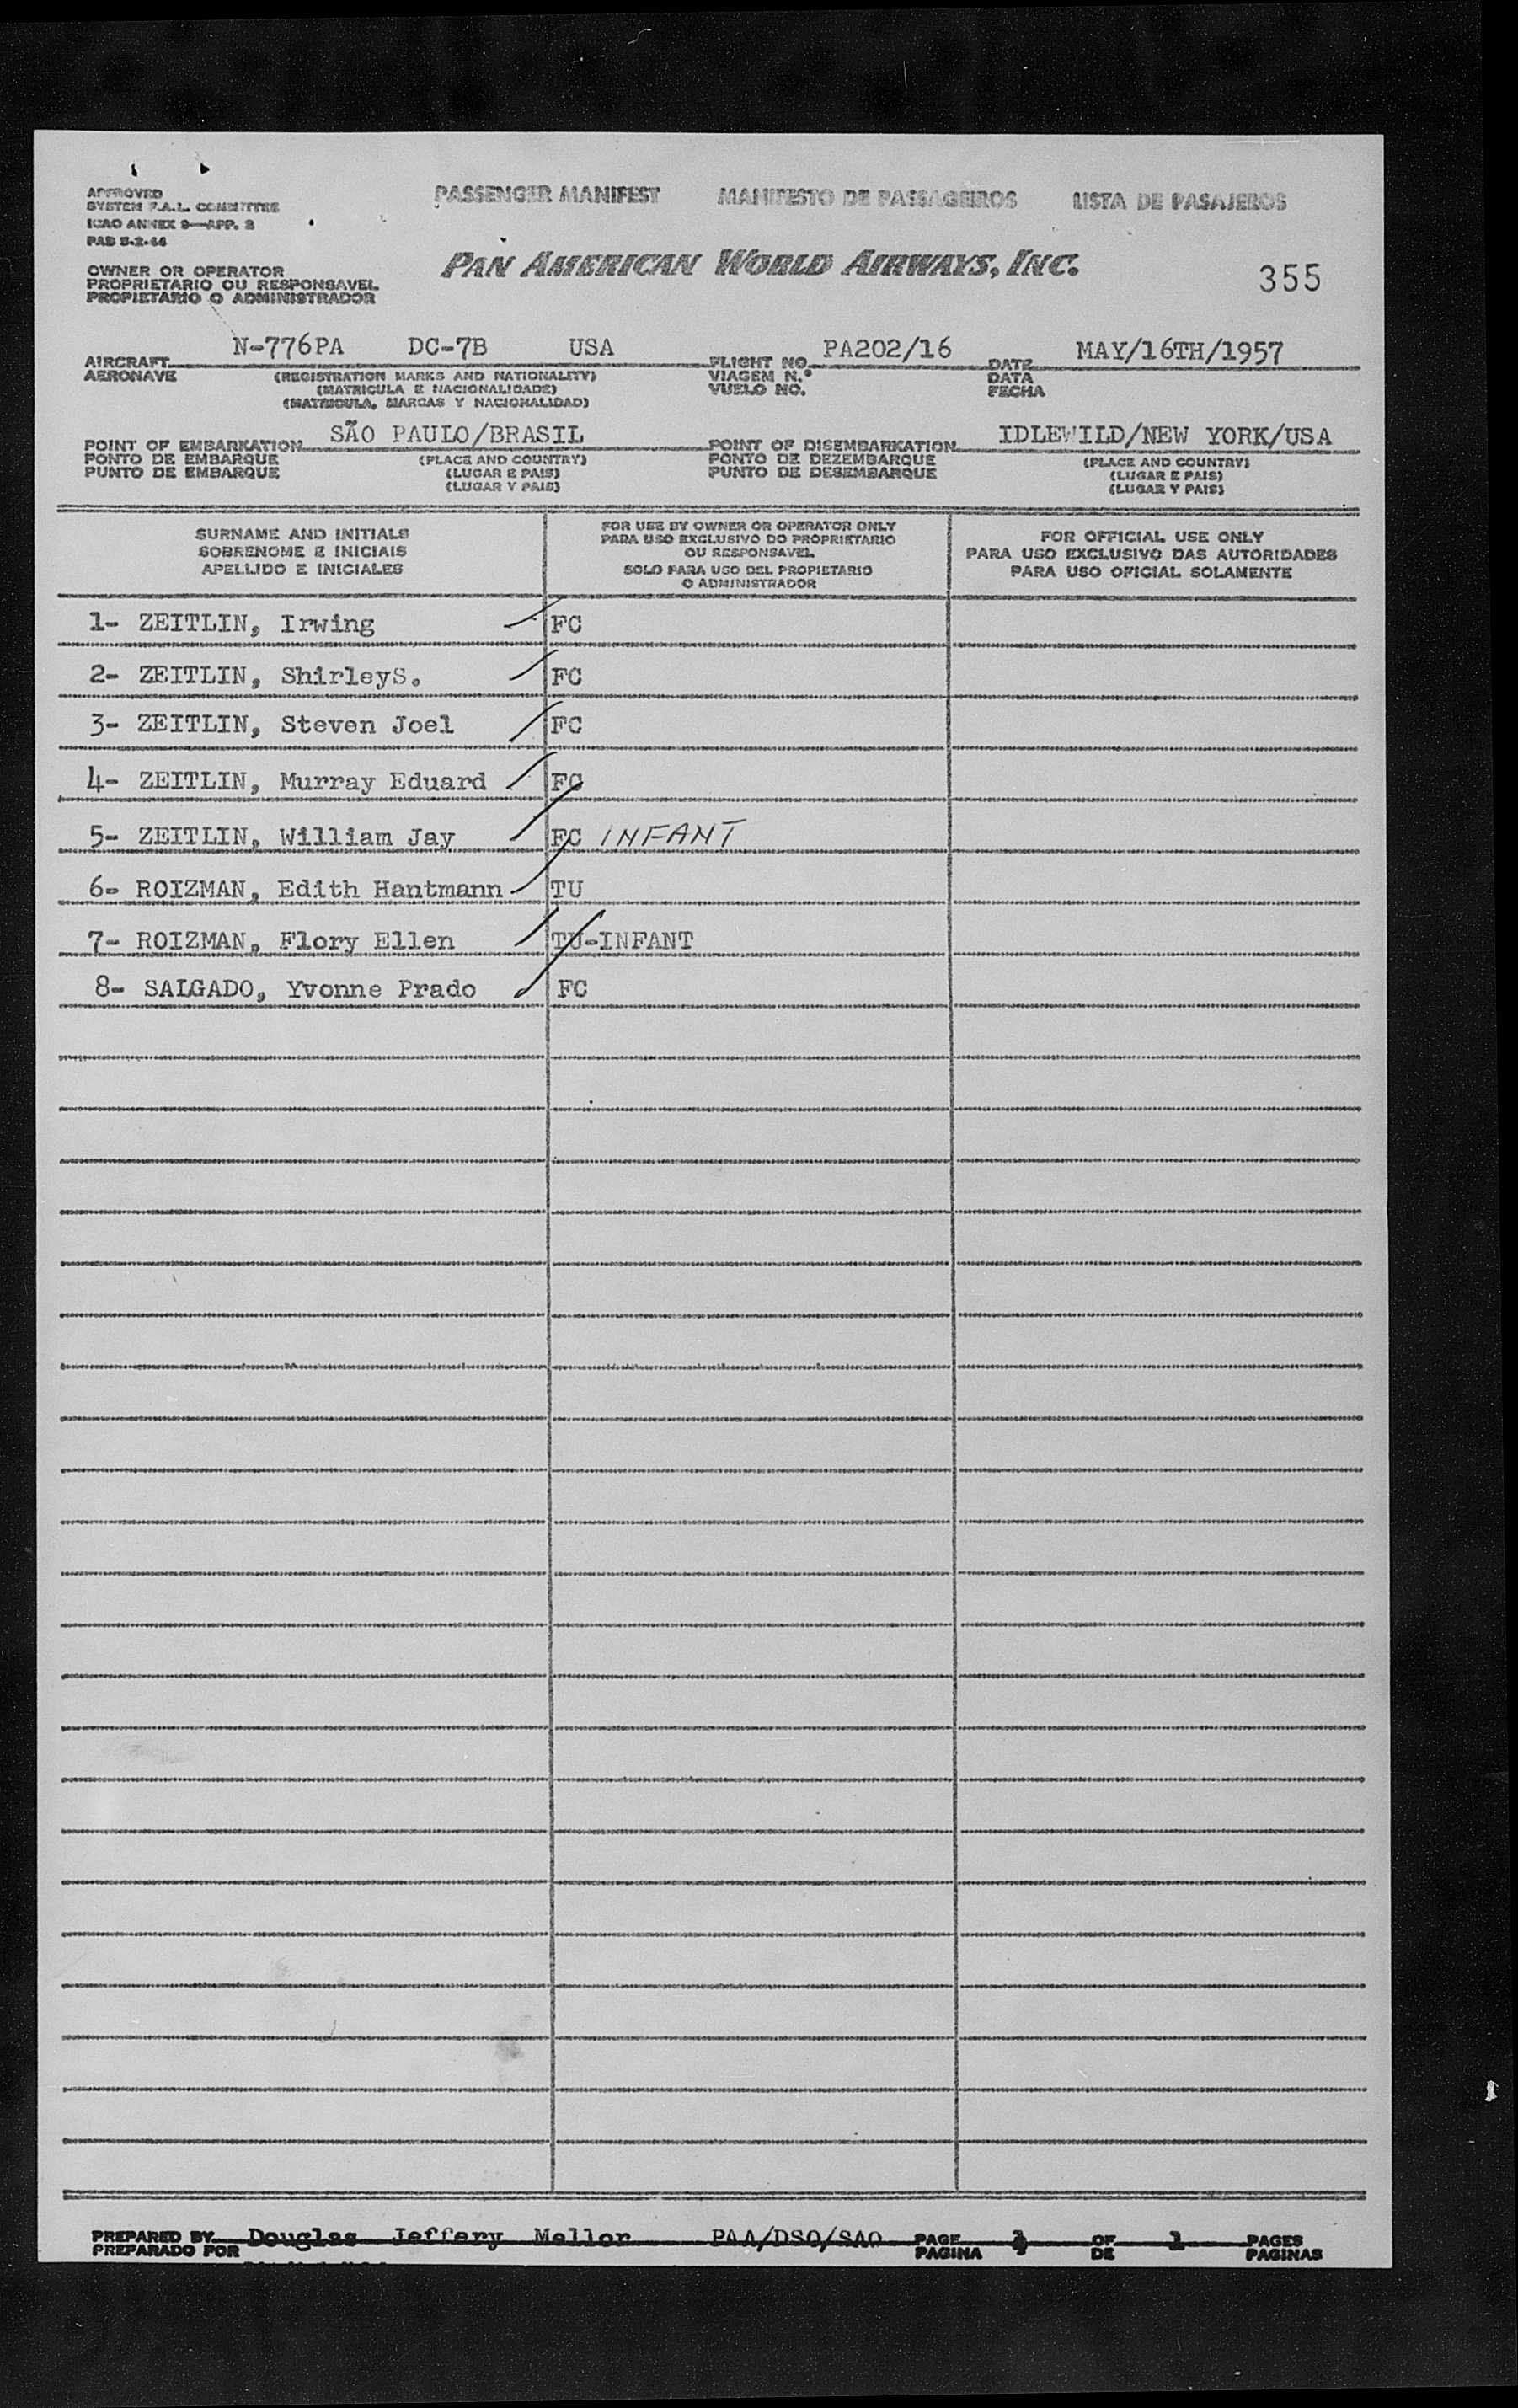 APPROVED
SYSTEM F.A.L. COMMITTEE
ICAO ANNEX 9—APP. 3
PAB 5-2-44
PASSENGER MANIFEST MANIFESTO DE PASSAGEIROS LISTA DE PASAJEROS
PAN AMERICAN WORLD AIRWAYS, INC.
355
OWNER OR OPERATOR
PROPRIETARIO OU RESPONSAVEL
PROPIETARIO O ADMINISTRADOR
AIRCRAFT N-776PA DC-7B USA FLIGHT NO. PA202/16 DATE MAY/16TH/1957
AERONAVE (REGISTRATION MARKS AND NATIONALITY) VIAGEM N.º DATA
(MATRICULA E NACIONALIDADE) VUELO NO. FECHA
(MATRICULA, MARCAS Y NACIONALIDAD)
POINT OF EMBARKATION SÃO PAULO/BRASIL POINT OF DISEMBARKATION IDLEWILD/NEW YORK/USA
PONTO DE EMBARQUE (PLACE AND COUNTRY) PONTO DE DEZEMBARQUE (PLACE AND COUNTRY)
PUNTO DE EMBARQUE (LUGAR E PAIS) PUNTO DE DESEMBARQUE (LUGAR E PAIS)
(LUGAR Y PAIS) (LUGAR Y PAIS)
SURNAME AND INITIALS
SOBRENOME E INICIAIS
APELLIDO E INICIALES
FOR USE BY OWNER OR OPERATOR ONLY
PARA USO EXCLUSIVO DO PROPRIETARIO
OU RESPONSAVEL
SOLO PARA USO DEL PROPIETARIO
O ADMINISTRADOR
FOR OFFICIAL USE ONLY
PARA USO EXCLUSIVO DAS AUTORIDADES
PARA USO OFICIAL SOLAMENTE
1- ZEITLIN, Irwing FC
2- ZEITLIN, ShirleyS. FC
3- ZEITLIN, Steven Joel FC
4- ZEITLIN, Murray Eduard FC
5- ZEITLIN, William Jay FC INFANT
6- ROIZMAN, Edith Hantmann TU
7- ROIZMAN, Flory Ellen TU-INFANT
8- SALGADO, Yvonne Prado FC
PREPARED BY Douglas Jeffery Mellor PAA/DSO/SAO PAGE 1 OF 1 PAGES
PREPARADO POR PAGINA DE PAGINAS